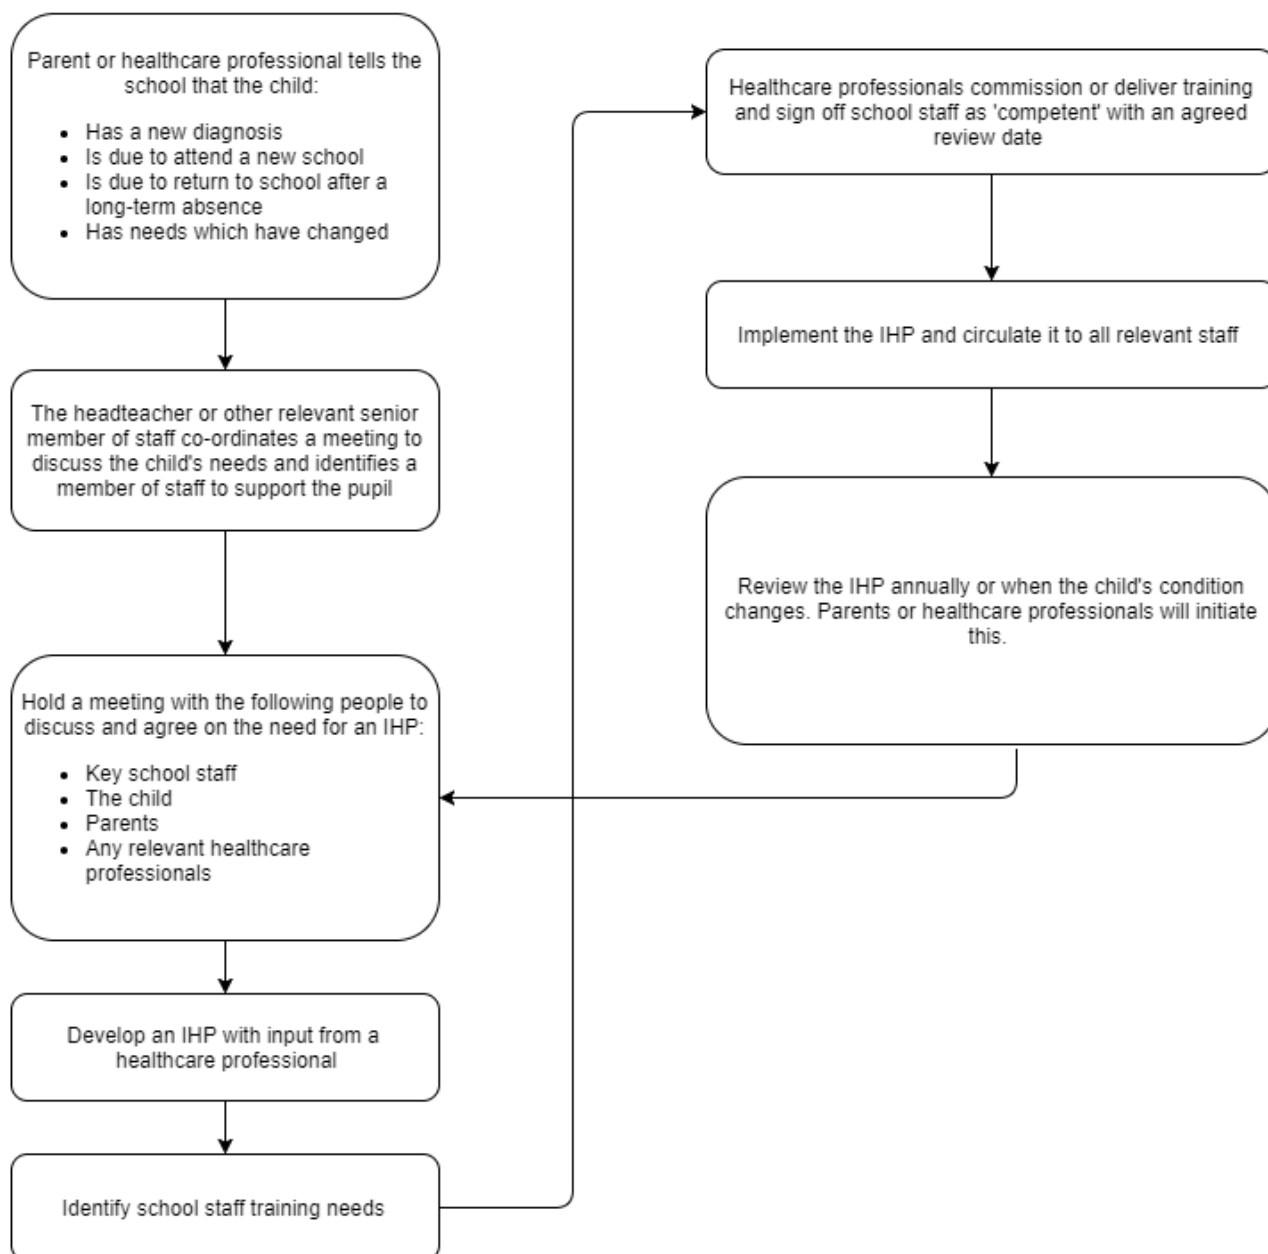 Parent or healthcare professional tells the
school that the child:
• Has a new diagnosis
• Is due to attend a new school
• Is due to return to school after a
long-term absence
• Has needs which have changed
The headteacher or other relevant senior
member of staff co-ordinates a meeting to
discuss the child's needs and identifies a
member of staff to support the pupil
Hold a meeting with the following people to
discuss and agree on the need for an IHP:
• Key school staff
• The child
• Parents
• Any relevant healthcare
professionals
Develop an IHP with input from a
healthcare professional
Identify school staff training needs
Healthcare professionals commission or deliver training
and sign off school staff as 'competent' with an agreed
review date
Implement the IHP and circulate it to all relevant staff
Review the IHP annually or when the child's condition
changes. Parents or healthcare professionals will initiate
this.